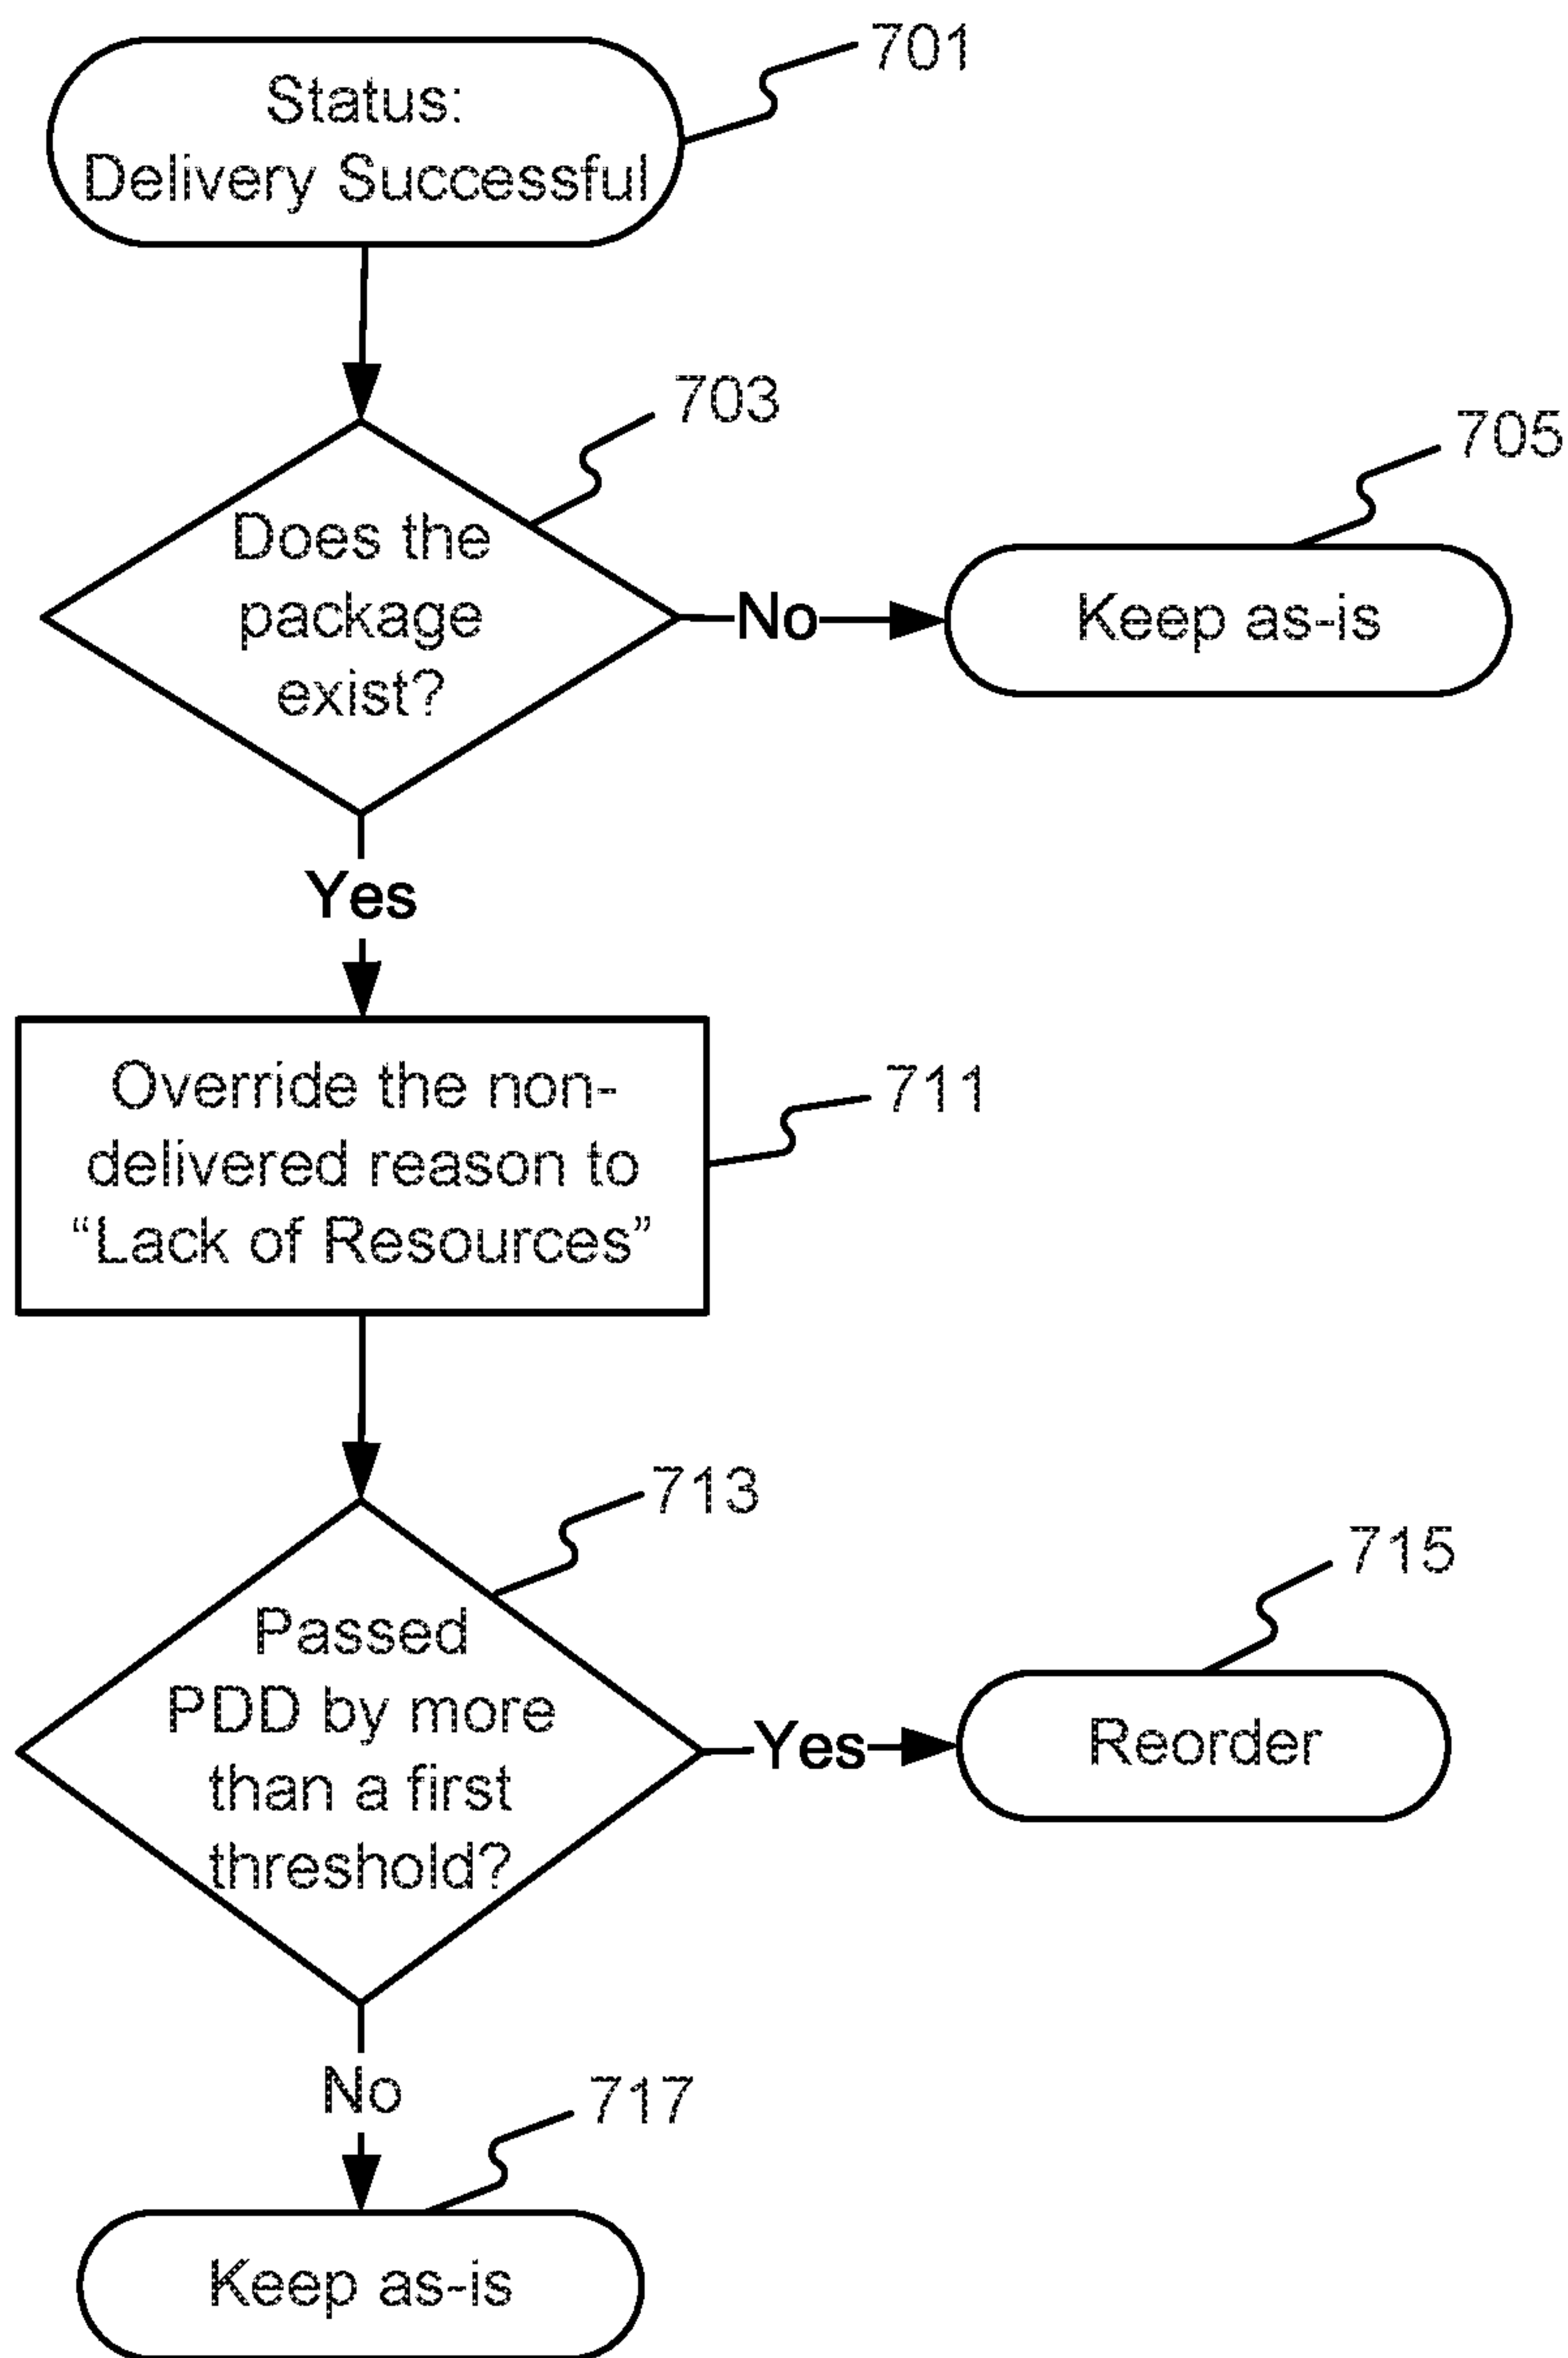 701
Status:
Delivery Successful
703
705
Does the
package
exist?
No
Keep as-is
Yes
711
Override the non-
delivered reason to
“Lack of Resources”
713
715
Passed
PDD by more
than a first
threshold?
Yes
Reorder
No
717
Keep as-is